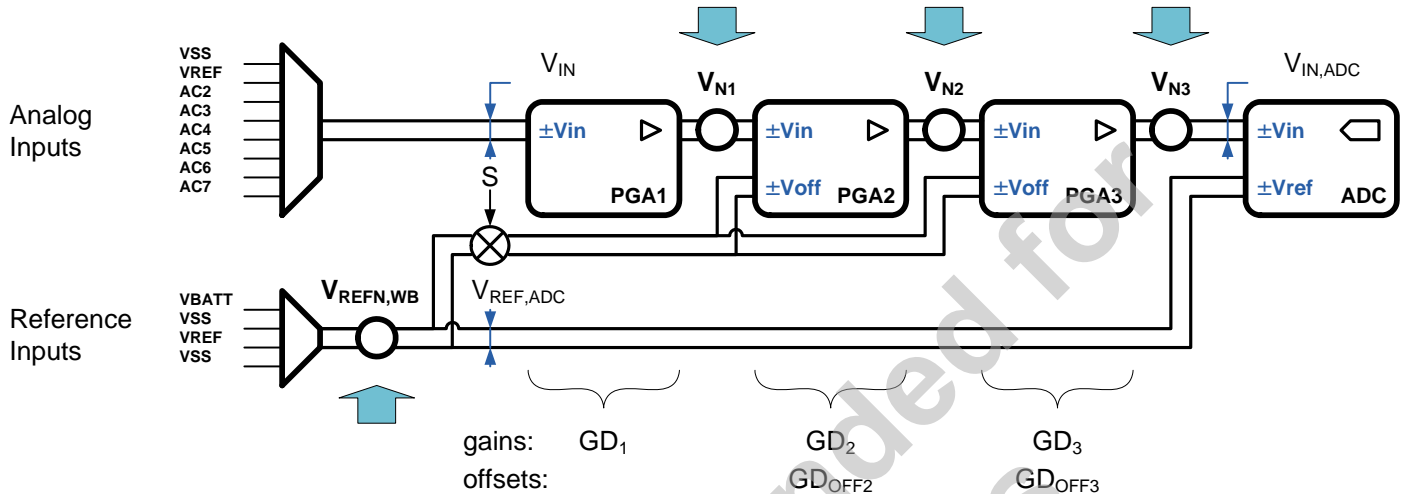 V_IN
V_N1
V_N2
V_N3
V_IN,ADC
Analog
Inputs
VSS
VREF
AC2
AC3
AC4
AC5
AC6
AC7
±Vin
PGA1
±Vin
±Voff
PGA2
±Vin
±Voff
PGA3
±Vin
±Vref
ADC
S
Reference
Inputs
VBATT
VSS
VREF
VSS
V_REFN,WB
V_REF,ADC
gains: GD_1 GD_2 GD_3
offsets: GD_OFF2 GD_OFF3
nded for